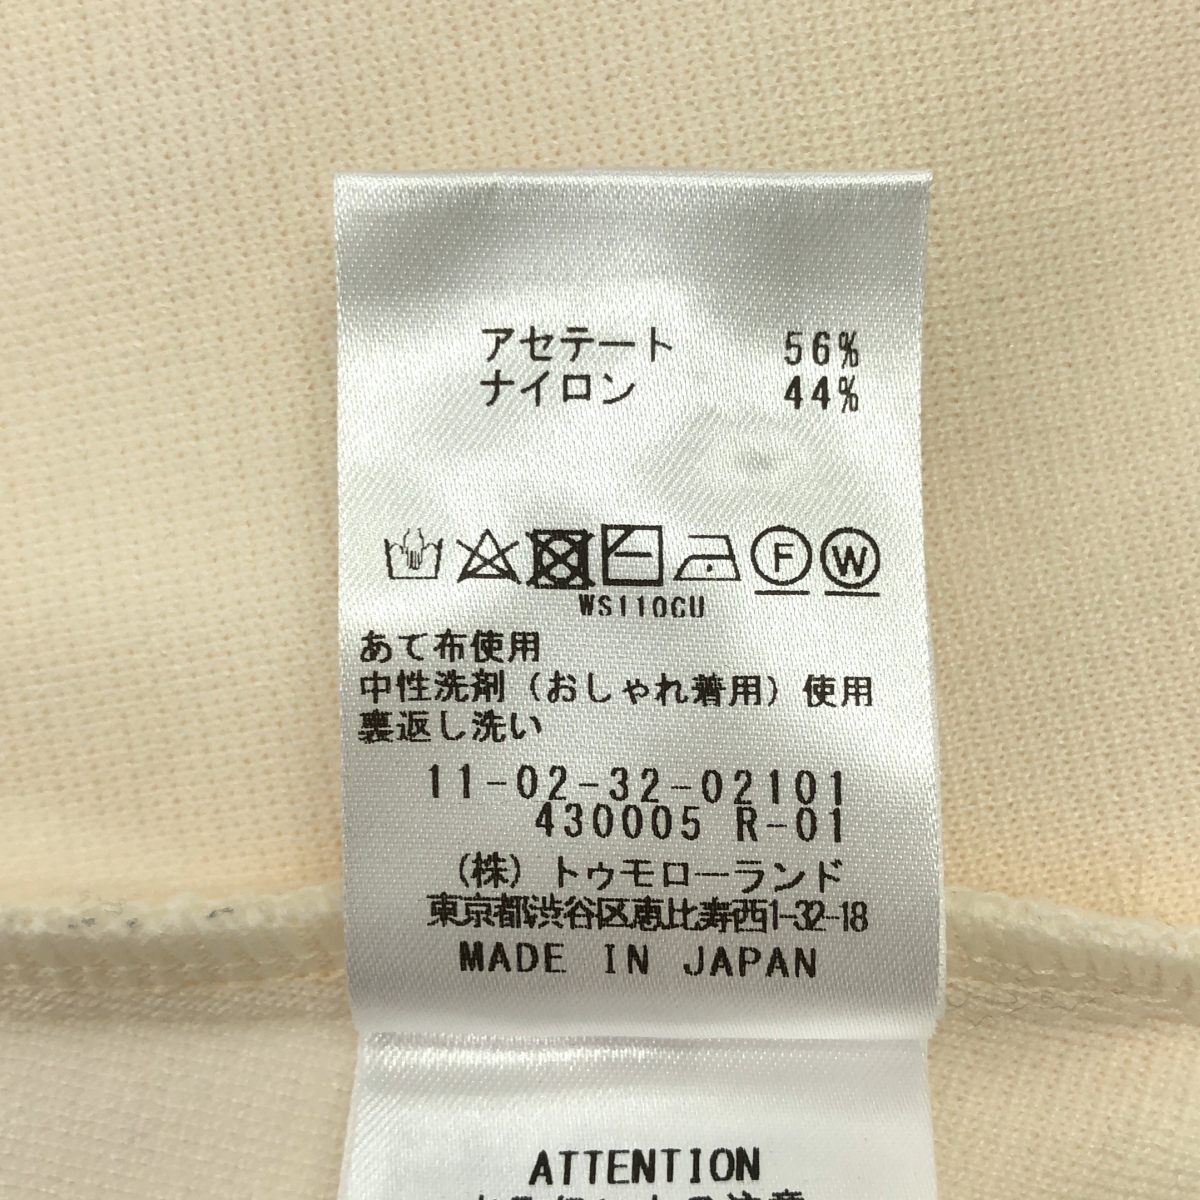 アセテート 56%
ナイロン 44%
F W
WS110CU
あて布使用
中性洗剤（おしゃれ着用）使用
裏返し洗い
11-02-32-02101
430005 R-01
（株）トゥモローランド
東京都渋谷区恵比寿西1-32-18
MADE IN JAPAN
ATTENTION